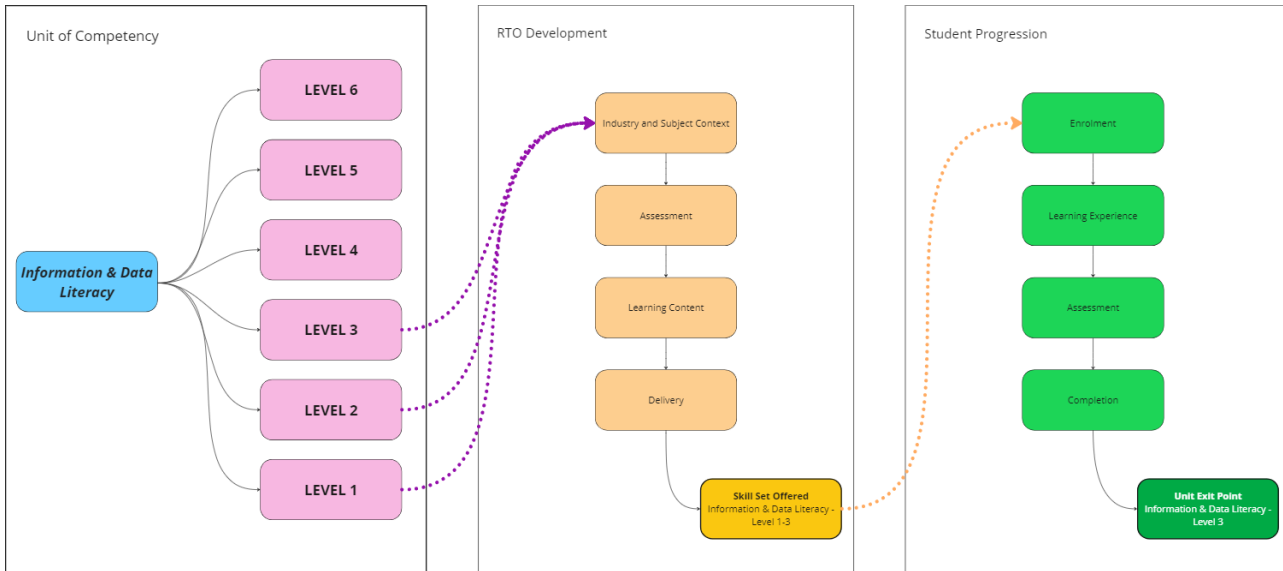 Unit of Competency
LEVEL 6
LEVEL 5
LEVEL 4
Information & Data
Literacy
LEVEL 3
LEVEL 2
LEVEL 1
RTO Development
Industry and Subject Context
Assessment
Learning Content
Delivery
Skill Set Offered
Information & Data Literacy -
Level 1-3
Student Progression
Enrolment
Learning Experience
Assessment
Completion
Unit Exit Point
Information & Data Literacy -
Level 3